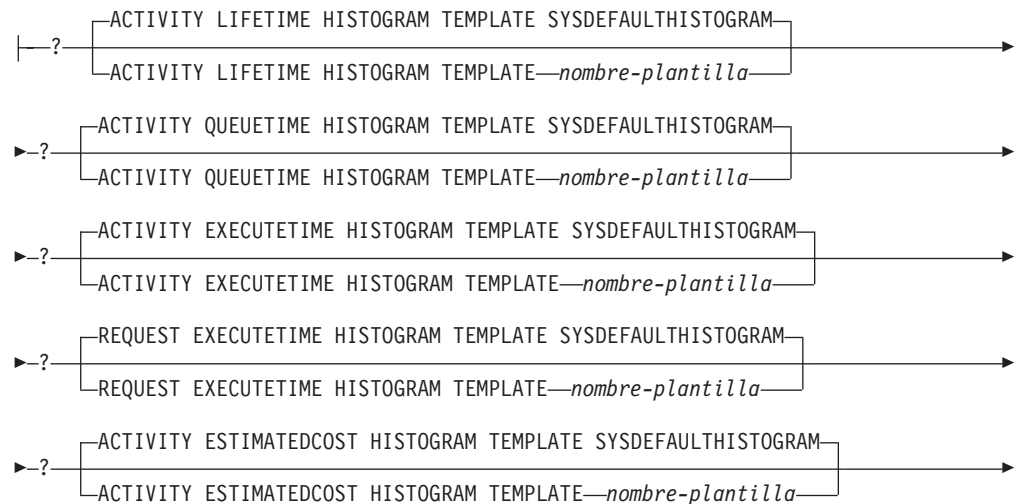 ACTIVITY LIFETIME HISTOGRAM TEMPLATE SYSDEFAULTHISTOGRAM
?
ACTIVITY LIFETIME HISTOGRAM TEMPLATE nombre-plantilla
ACTIVITY QUEUETIME HISTOGRAM TEMPLATE SYSDEFAULTHISTOGRAM
?
ACTIVITY QUEUETIME HISTOGRAM TEMPLATE nombre-plantilla
ACTIVITY EXECUTETIME HISTOGRAM TEMPLATE SYSDEFAULTHISTOGRAM
?
ACTIVITY EXECUTETIME HISTOGRAM TEMPLATE nombre-plantilla
REQUEST EXECUTETIME HISTOGRAM TEMPLATE SYSDEFAULTHISTOGRAM
?
REQUEST EXECUTETIME HISTOGRAM TEMPLATE nombre-plantilla
ACTIVITY ESTIMATEDCOST HISTOGRAM TEMPLATE SYSDEFAULTHISTOGRAM
?
ACTIVITY ESTIMATEDCOST HISTOGRAM TEMPLATE nombre-plantilla